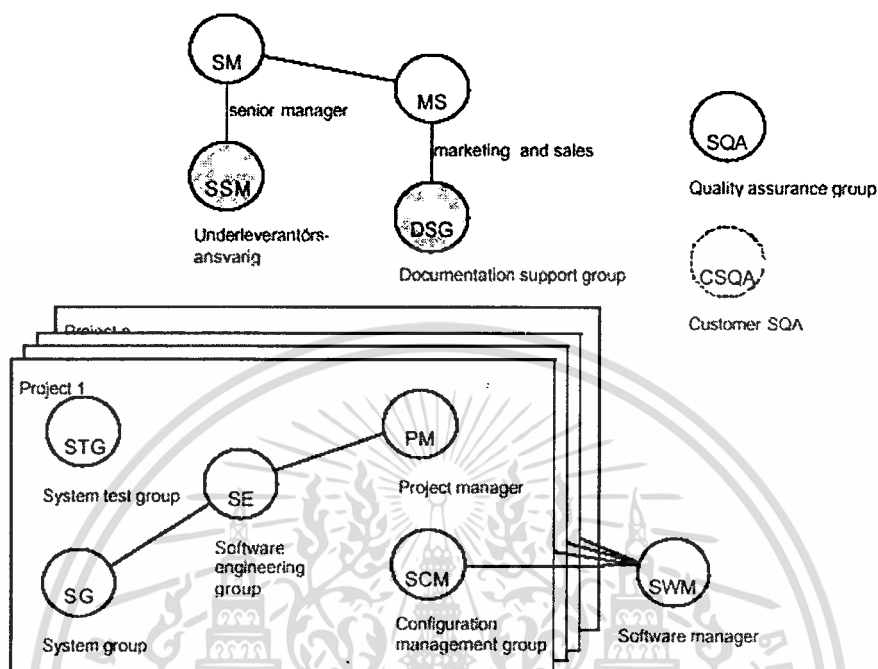 SM
senior manager
MS
marketing and sales
SQA
Quality assurance group
SSM
Underleverantörs-
ansvarig
DSG
Documentation support group
CSQA
Customer SQA
Project n
Project 1
STG
System test group
PM
Project manager
SE
Software
engineering
group
SG
System group
SCM
Configuration
management group
SWM
Software manager